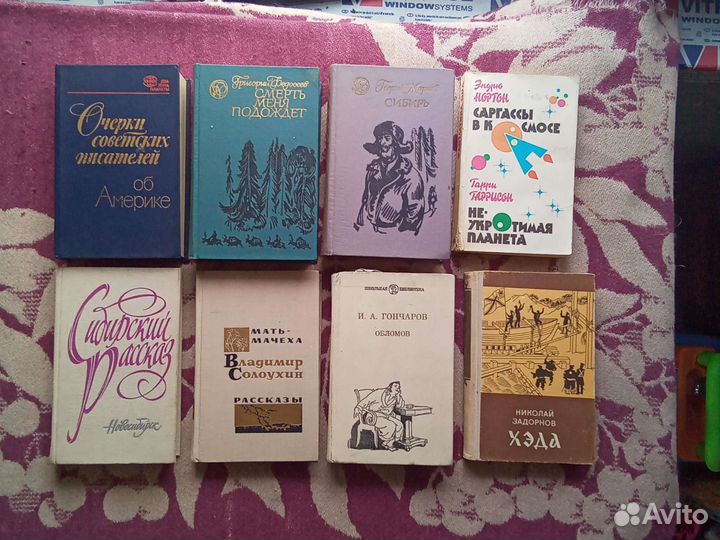 WINDOWSYSTEMS
Очерки
советских
писателей
об
Америке
Григорий Федосеев
СМЕРТЬ
МЕНЯ
ПОДОЖДЕТ
СИБИРЬ
Эндрю
НОРТОН
САРГАССЫ
В КОСМОСЕ
Гарри
ГАРРИСОН
НЕ-
УКРОТИМАЯ
ПЛАНЕТА
Сибирский
Рассказ
Новосибирск
МАТЬ-
МАЧЕХА
Владимир
Солоухин
РАССКАЗЫ
ШКОЛЬНАЯ БИБЛИОТЕКА
И. А. ГОНЧАРОВ
ОБЛОМОВ
НИКОЛАЙ
ЗАДОРНОВ
ХЭДА
Avito